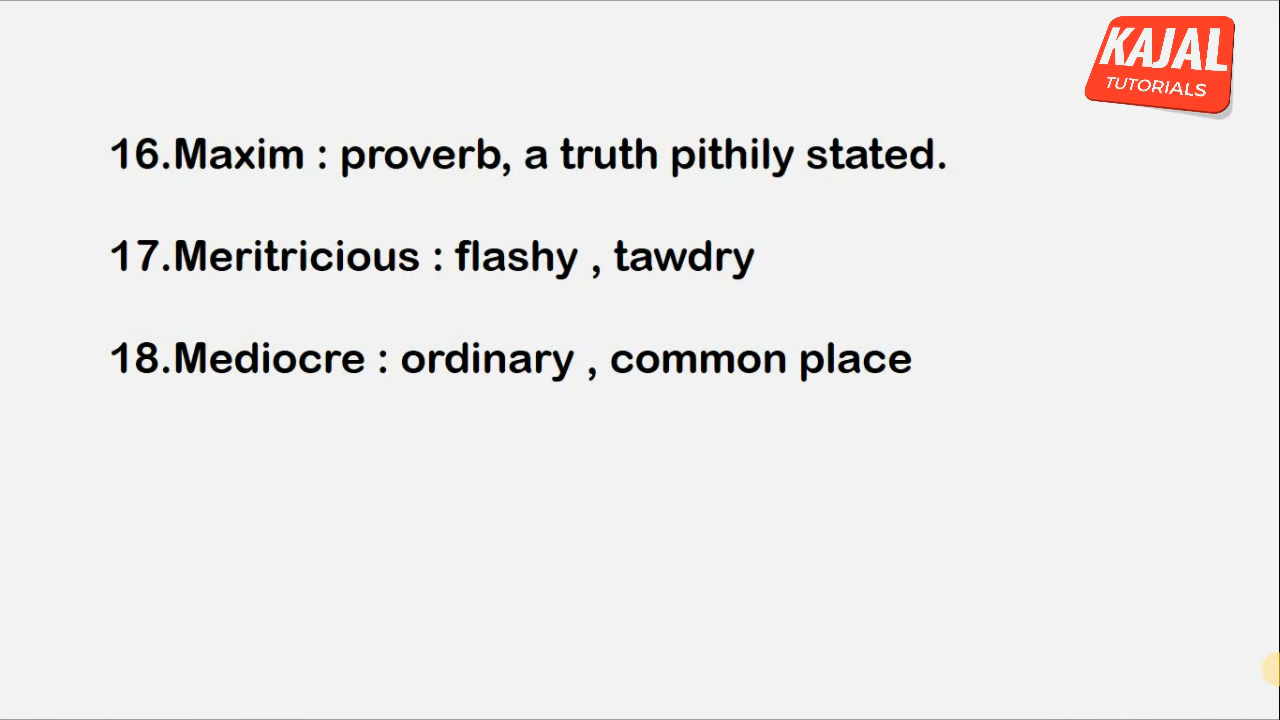 KAJAL
TUTORIALS
16.Maxim : proverb, a truth pithily stated.
17.Meritricious : flashy , tawdry
18.Mediocre : ordinary , common place